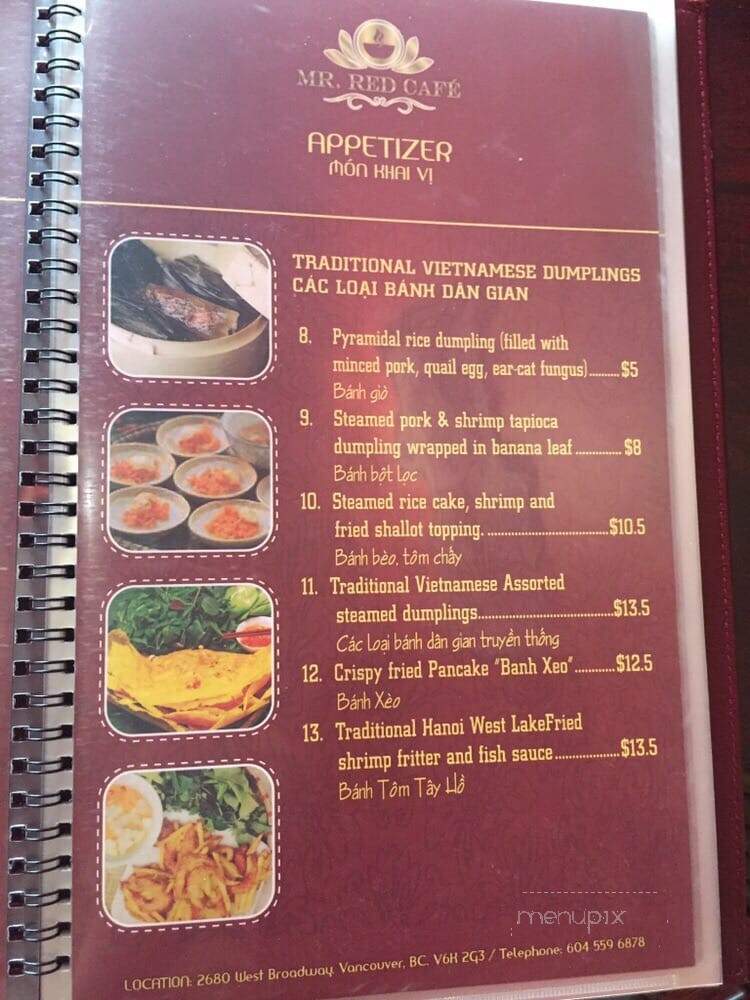 MR. RED CAFÉ
APPETIZER
MÓN KHAI VỊ
TRADITIONAL VIETNAMESE DUMPLINGS
CÁC LOẠI BÁNH DÂN GIAN
8. Pyramidal rice dumpling (filled with
minced pork, quail egg, ear-cat fungus).........$5
Bánh giò
9. Steamed pork & shrimp tapioca
dumpling wrapped in banana leaf.............$8
Bánh bột lọc
10. Steamed rice cake, shrimp and
fried shallot topping. .................................$10.5
Bánh bèo, tôm chấy
11. Traditional Vietnamese Assorted
steamed dumplings.....................................$13.5
Các loại bánh dân gian truyền thống
12. Crispy fried Pancake "Banh Xeo"...........$12.5
Bánh Xèo
13. Traditional Hanoi West LakeFried
shrimp fritter and fish sauce..................$13.5
Bánh Tôm Tây Hồ
menupix
LOCATION: 2680 West Broadway. Vancouver, BC. V6K 2G3 / Telephone: 604 559 6878